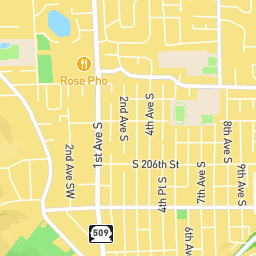 Rose Pho
1st Ave S
2nd Ave S
4th Ave S
8th Ave S
2nd Ave SW
S 206th St
4th Pl S
7th Ave S
9th Ave S
509
6th Av